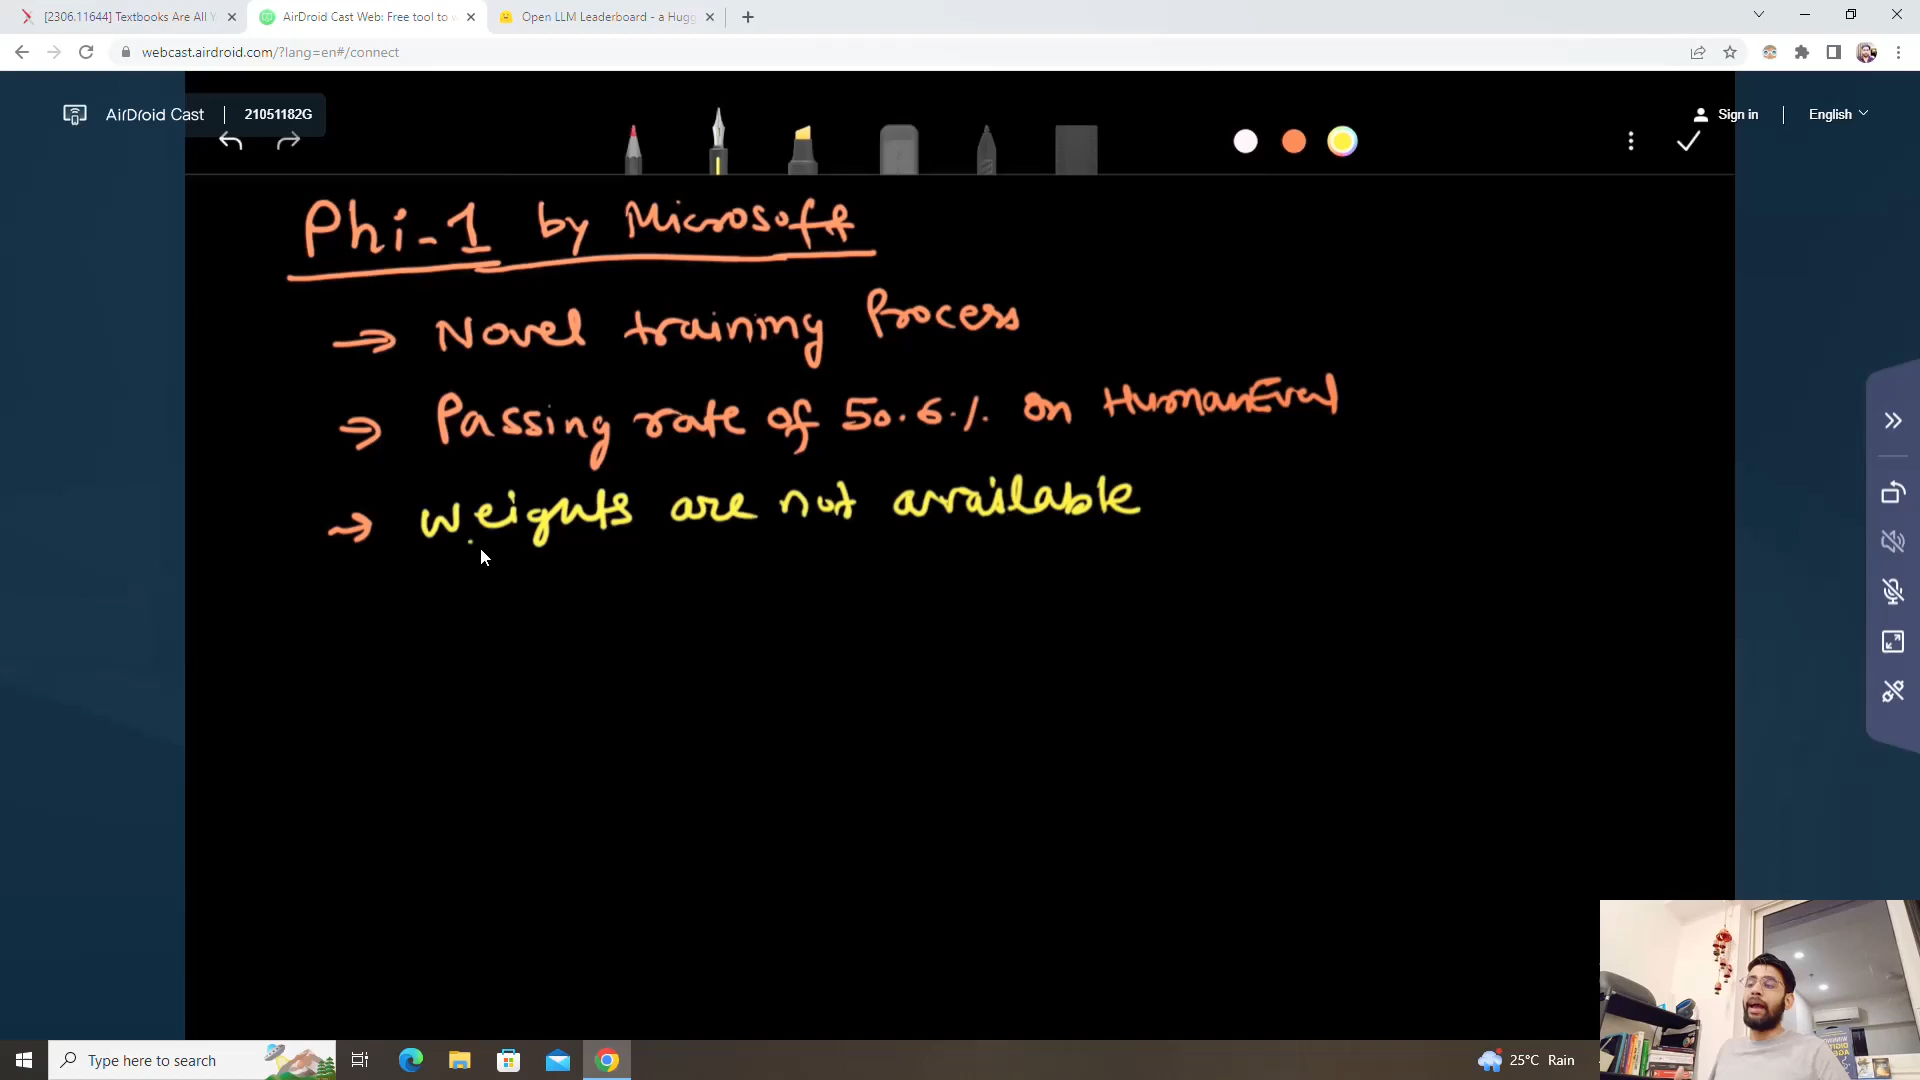 [2306.11644] Textbooks Are All Y
AirDroid Cast Web: Free tool to
Open LLM Leaderboard - a Hugg
webcast.airdroid.com/?lang=en#/connect
AirDroid Cast
21051182G
Sign in
English
Phi-1 by Microsoft
→ Novel training Process
→ Passing rate of 50.6% on HumanEval
→ Weights are not available
Type here to search
25°C Rain